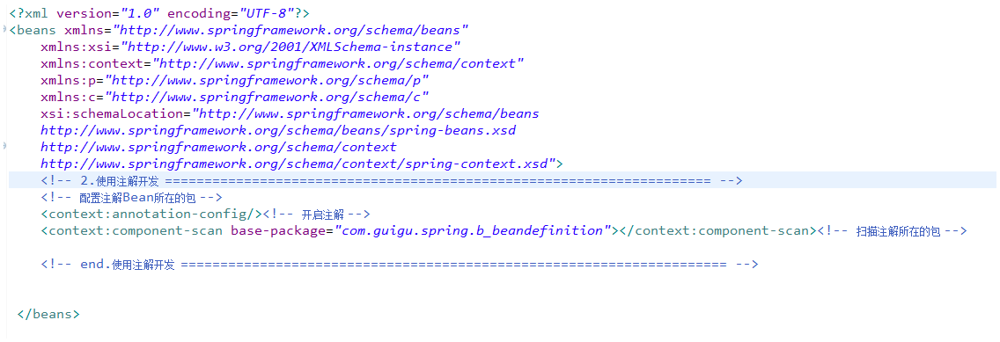 <?xml version="1.0" encoding="UTF-8"?>
<beans xmlns="http://www.springframework.org/schema/beans"
xmlns:xsi="http://www.w3.org/2001/XMLSchema-instance"
xmlns:context="http://www.springframework.org/schema/context"
xmlns:p="http://www.springframework.org/schema/p"
xmlns:c="http://www.springframework.org/schema/c"
xsi:schemaLocation="http://www.springframework.org/schema/beans
http://www.springframework.org/schema/beans/spring-beans.xsd
http://www.springframework.org/schema/context
http://www.springframework.org/schema/context/spring-context.xsd">
<!-- 2.使用注解开发 ===================================================================== -->
<!-- 配置注解Bean所在的包 -->
<context:annotation-config/><!-- 开启注解 -->
<context:component-scan base-package="com.guigu.spring.b_beandefinition"></context:component-scan><!-- 扫描注解所在的包 -->
<!-- end.使用注解开发 ===================================================================== -->
</beans>